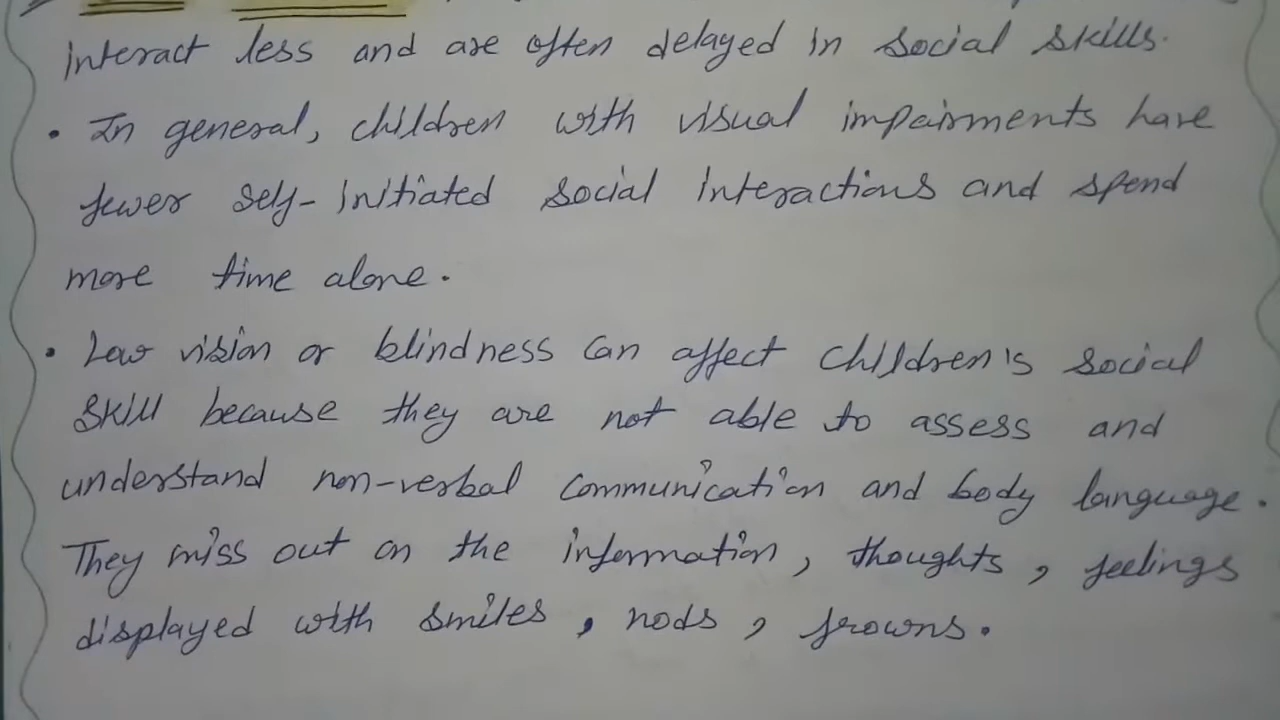 interact less and are often delayed in social skills.
• In general, children with visual impairments have
fewer self-initiated social interactions and spend
more time alone.
• Low vision or blindness can affect children's social
skill because they are not able to assess and
understand non-verbal communication and body language.
They miss out on the information, thoughts, feelings
displayed with smiles, nods, frowns.